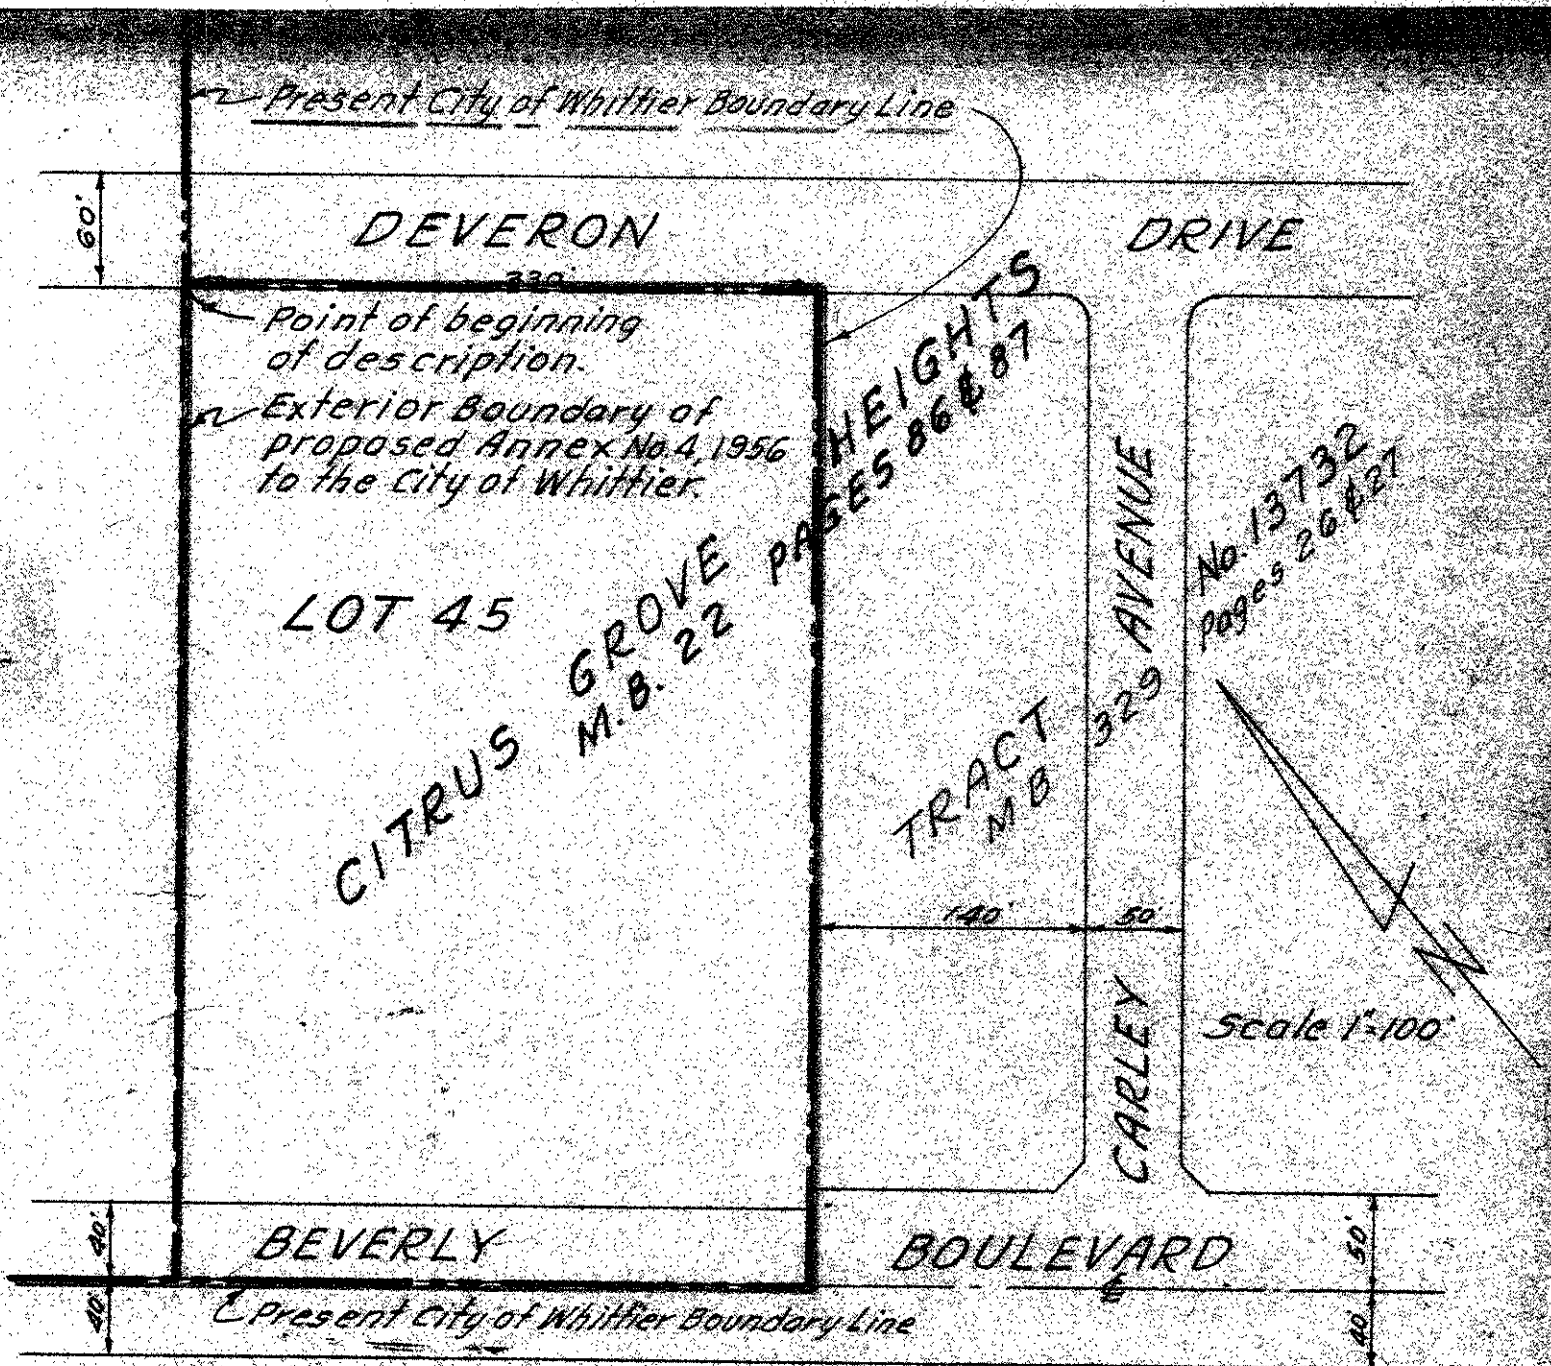 Present City of Whittier Boundary Line
60'
DEVERON DRIVE
330'
Point of beginning
of description.
Exterior Boundary of
proposed Annex No. 4, 1956
to the City of Whittier.
LOT 45
CITRUS GROVE HEIGHTS
M.B. 22 PAGES 86 & 87
TRACT No. 13732
M B 329 Pages 26 & 27
CARLEY AVENUE
140'
50'
N
Scale 1"=100'
40'
BEVERLY BOULEVARD
50'
℄
40'
Present City of Whittier Boundary Line
40